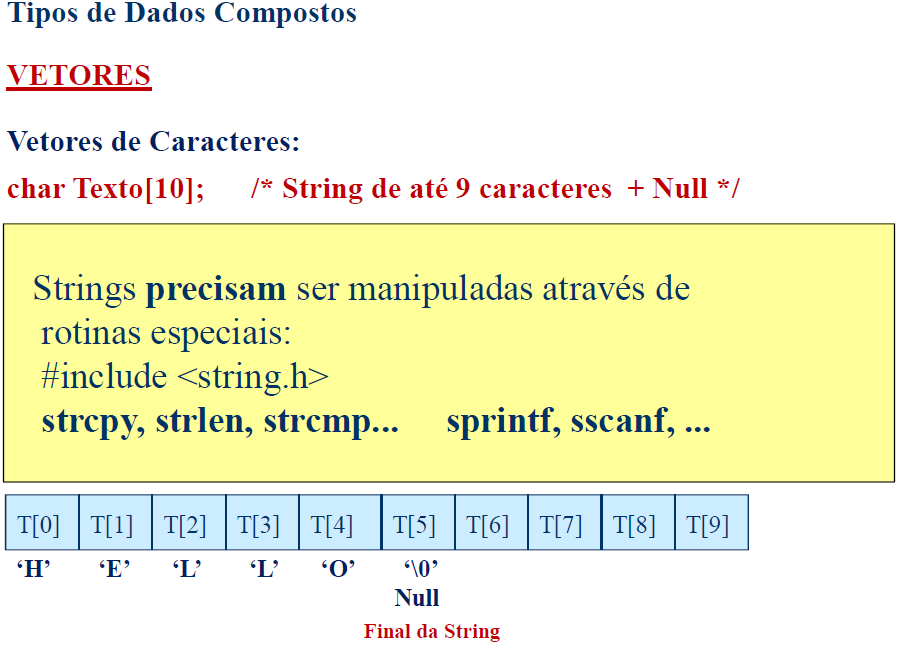 Tipos de Dados Compostos
VETORES
Vetores de Caracteres:
char Texto[10]; /* String de até 9 caracteres + Null */
Strings precisam ser manipuladas através de
rotinas especiais:
#include <string.h>
strcpy, strlen, strcmp... sprintf, sscanf, ...
T[0] T[1] T[2] T[3] T[4] T[5] T[6] T[7] T[8] T[9]
‘H’ ‘E’ ‘L’ ‘L’ ‘O’ ‘\0’
Null
Final da String